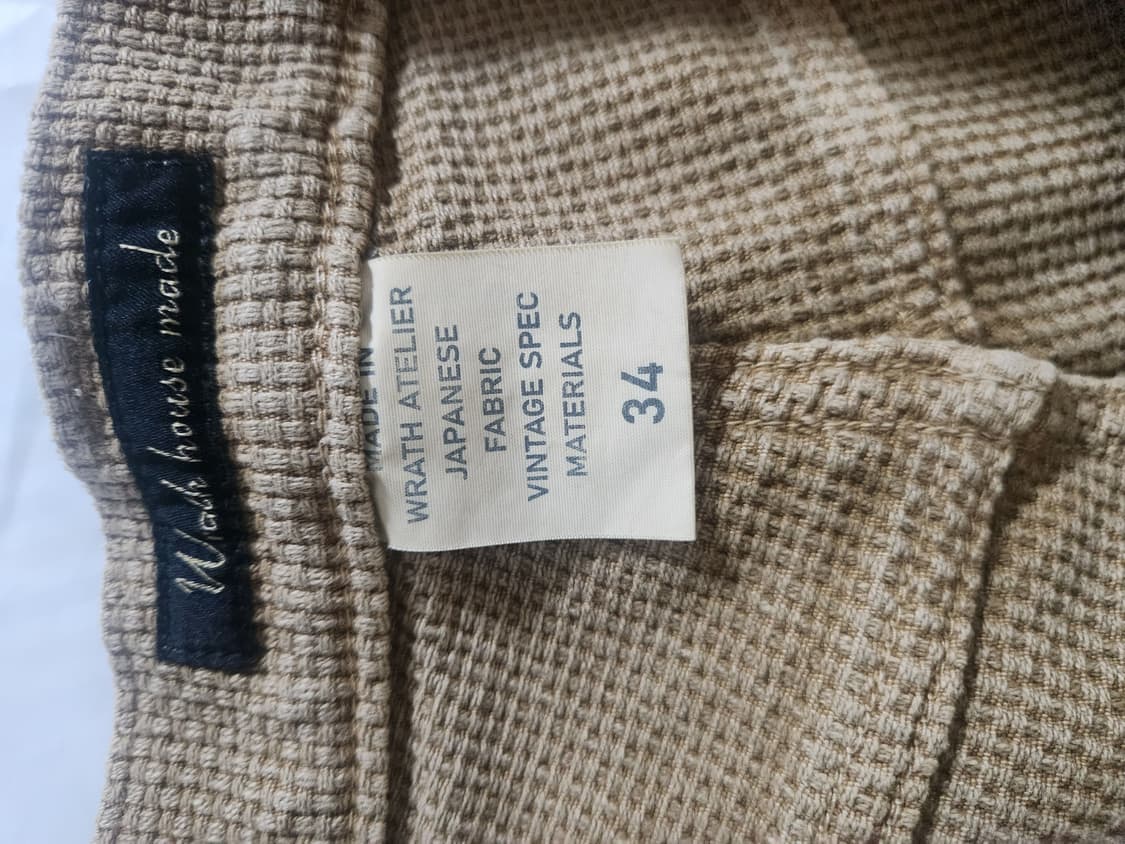 house made
MADE IN
WRATH ATELIER
JAPANESE
FABRIC
VINTAGE SPEC
MATERIALS
34